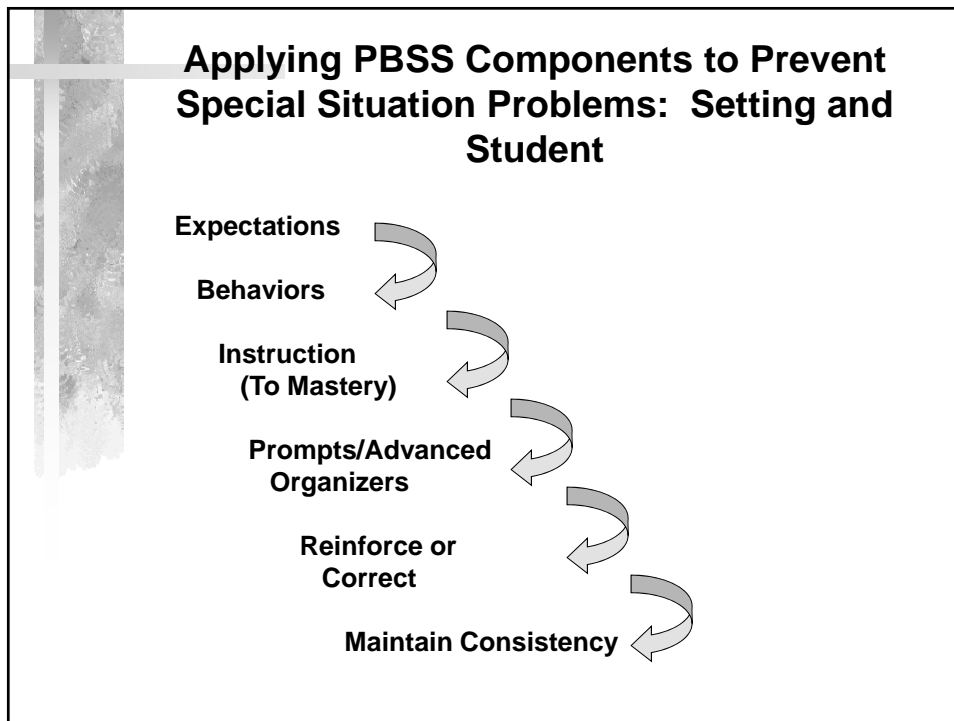 Applying PBSS Components to Prevent
Special Situation Problems:  Setting and
Student
Expectations
Behaviors
Instruction
(To Mastery)
Prompts/Advanced
Organizers
Reinforce or
Correct
Maintain Consistency